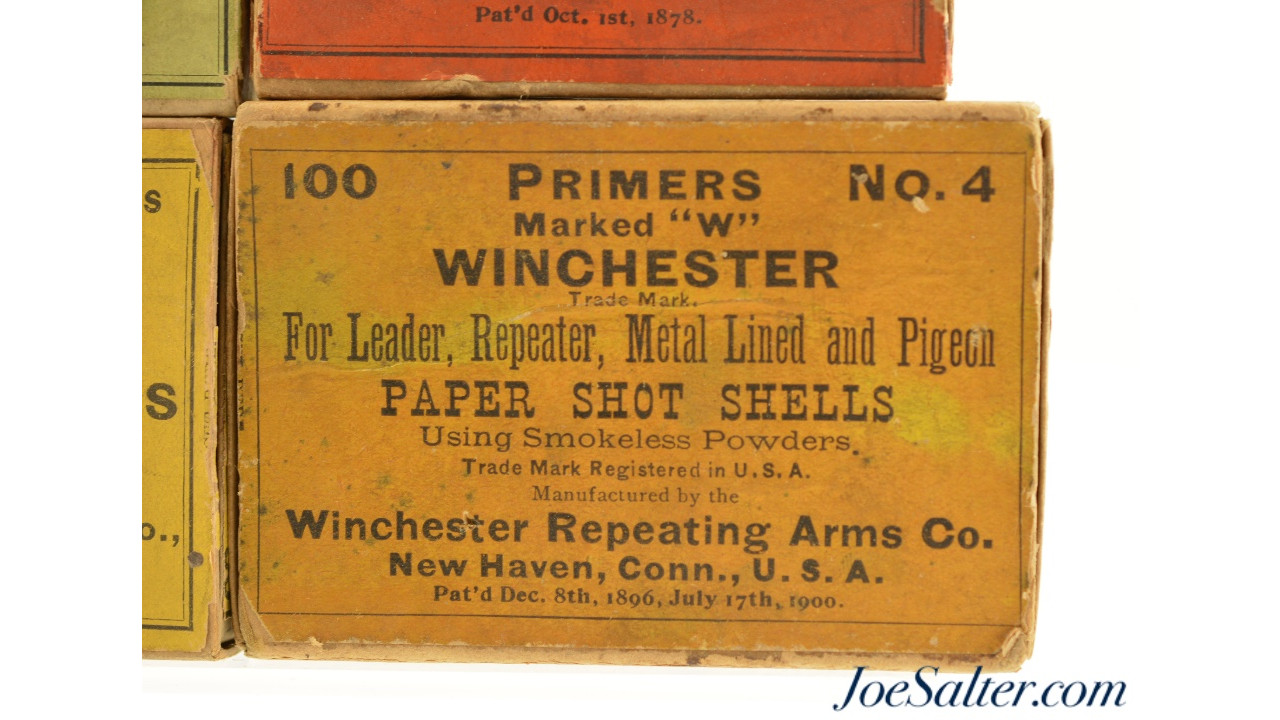 Pat'd Oct. 1st, 1878.
s
S
o.,
100 PRIMERS No. 4
Marked "W"
WINCHESTER
Trade Mark.
For Leader, Repeater, Metal Lined and Pigeon
PAPER SHOT SHELLS
Using Smokeless Powders.
Trade Mark Registered in U.S.A.
Manufactured by the
Winchester Repeating Arms Co.
New Haven, Conn., U.S.A.
Pat'd Dec. 8th, 1896, July 17th, 1900.
JoeSalter.com